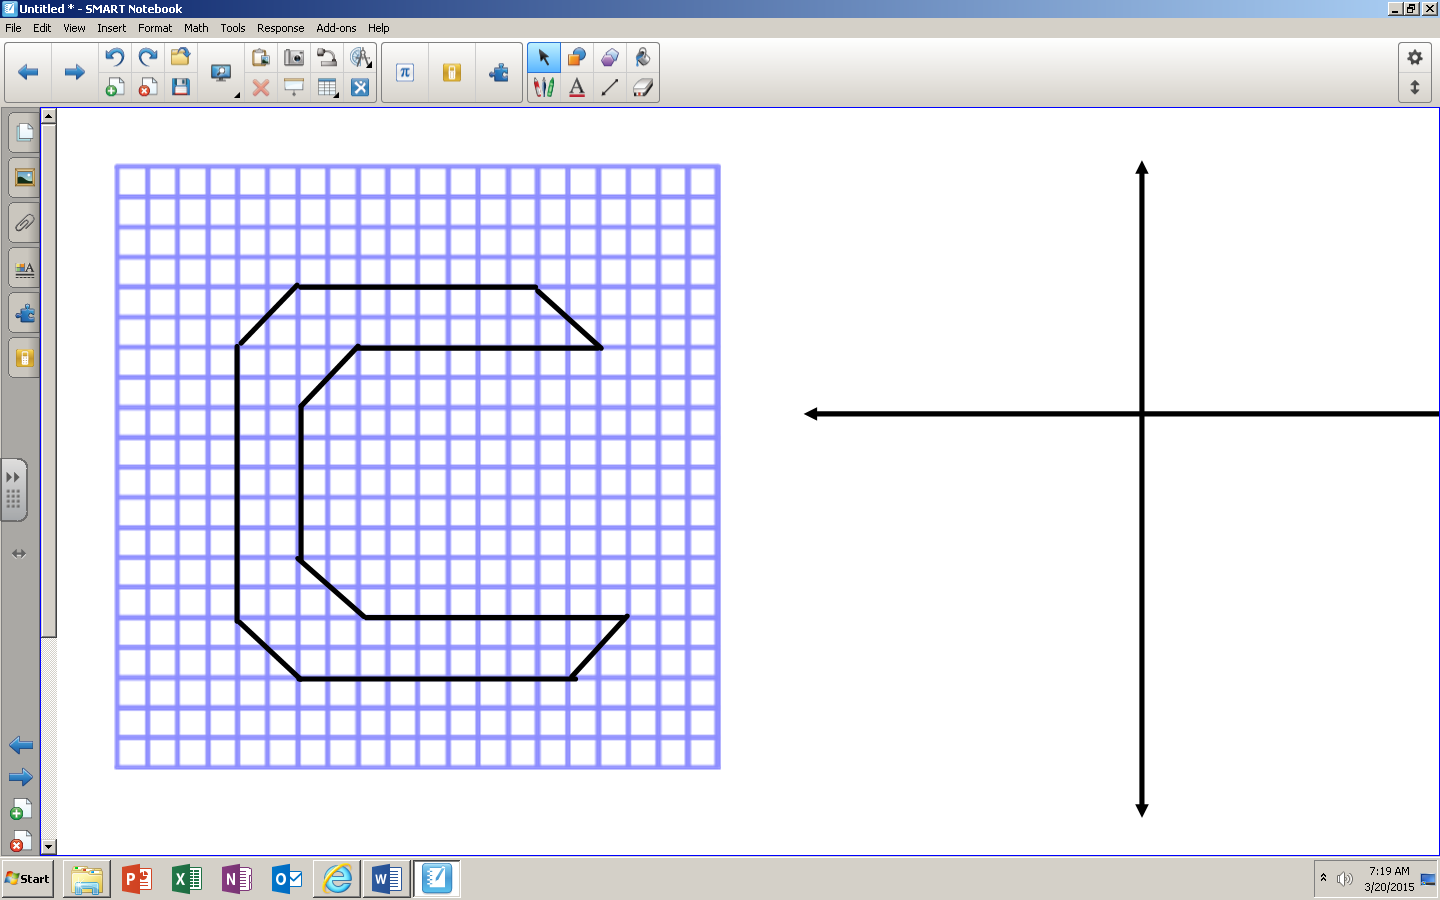 Untitled * - SMART Notebook
File Edit View Insert Format Math Tools Response Add-ons Help
π
A
A
Start
P
X
N
O
W
7:19 AM
3/20/2015